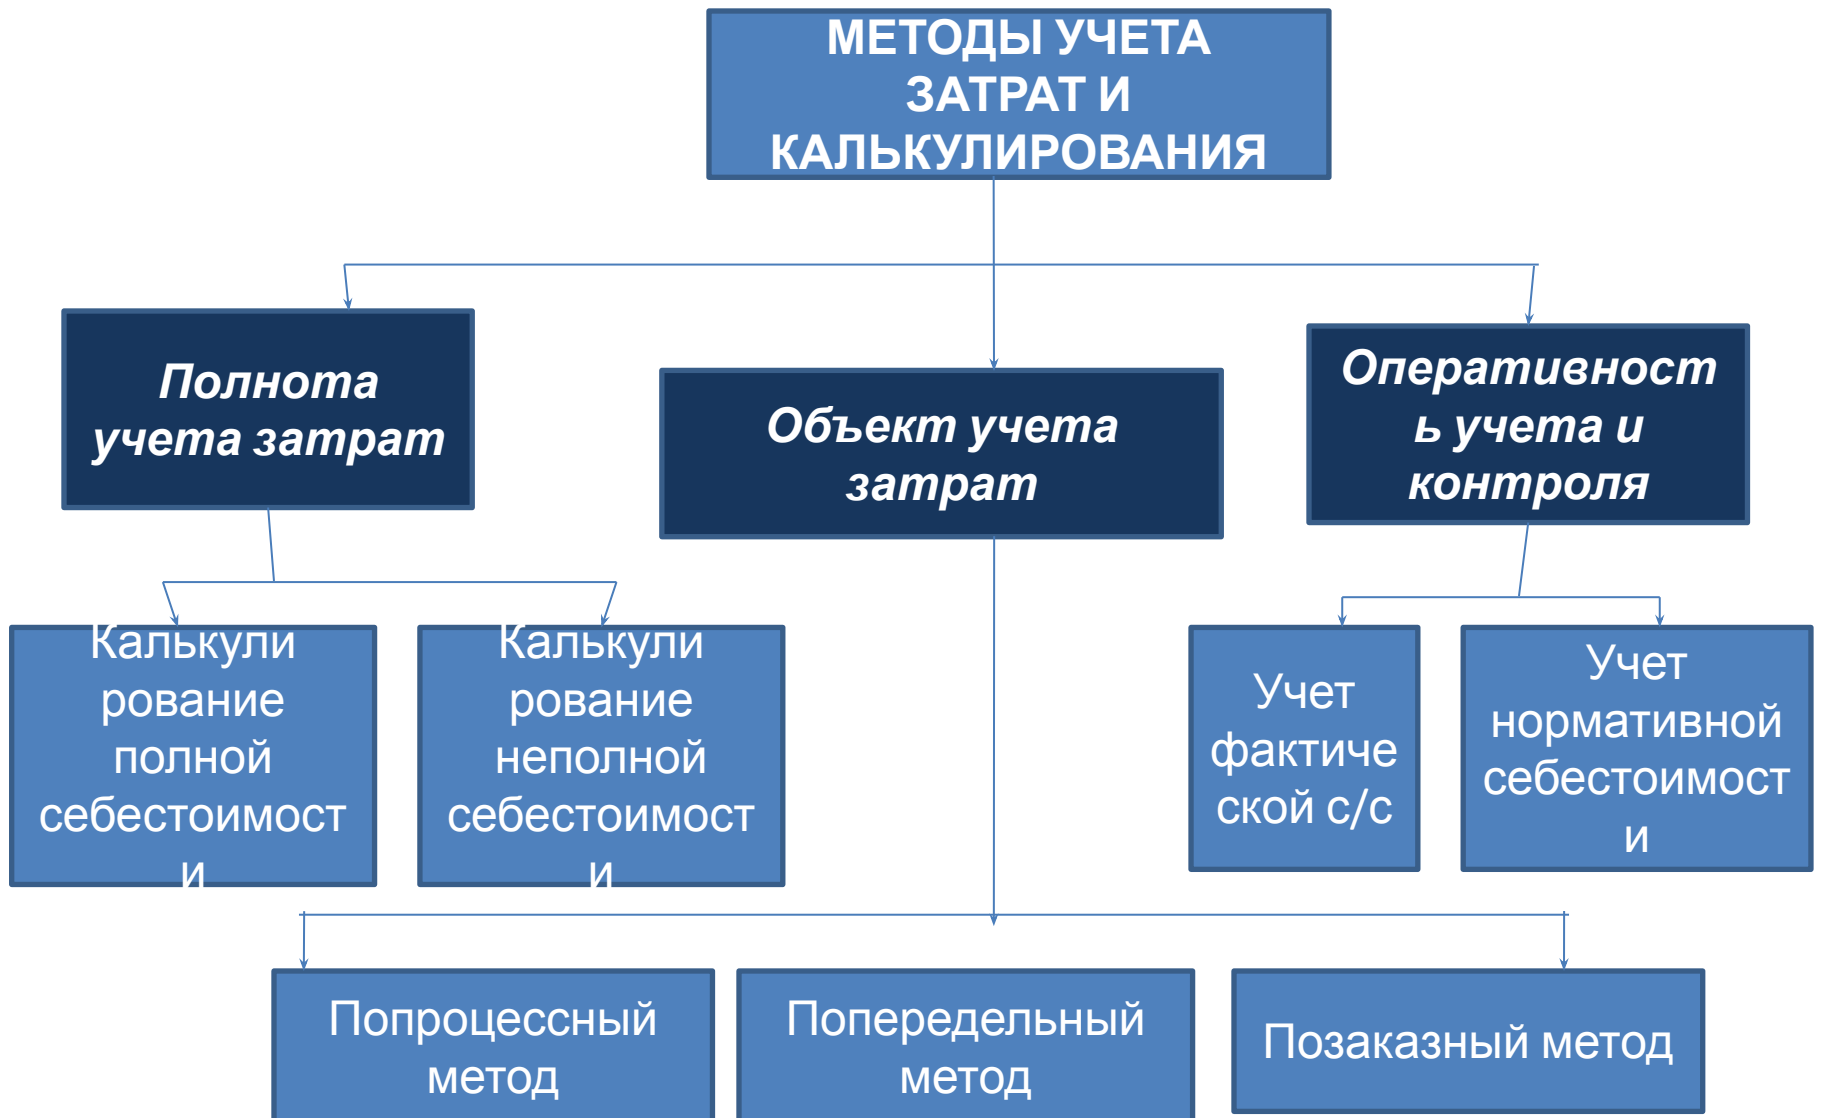 МЕТОДЫ УЧЕТА
ЗАТРАТ И
КАЛЬКУЛИРОВАНИЯ
Полнота
учета затрат
Объект учета
затрат
Оперативност
ь учета и
контроля
Калькули
рование
полной
себестоимост
и
Калькули
рование
неполной
себестоимост
и
Учет
фактиче
ской с/с
Учет
нормативной
себестоимост
и
Попроцессный
метод
Попередельный
метод
Позаказный метод